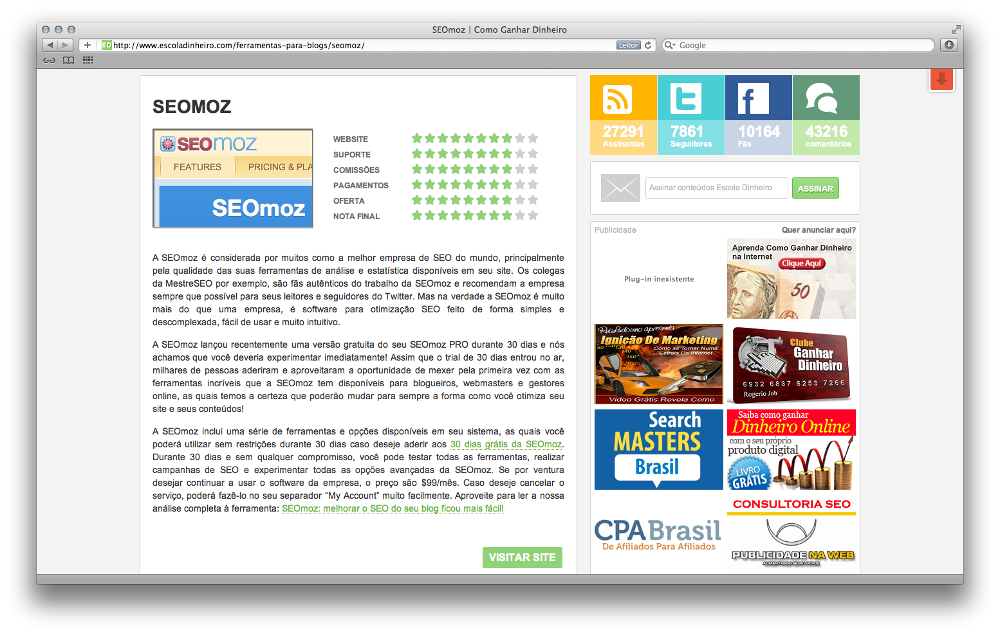 SEOmoz | Como Ganhar Dinheiro
ED http://www.escoladinheiro.com/ferramentas-para-blogs/seomoz/
Leitor
Google
SEOMOZ
SEOmoz
FEATURES
PRICING & PLA
SEOmoz
WEBSITE
SUPORTE
COMISSÕES
PAGAMENTOS
OFERTA
NOTA FINAL
A SEOmoz é considerada por muitos como a melhor empresa de SEO do mundo, principalmente
pela qualidade das suas ferramentas de análise e estatística disponíveis em seu site. Os colegas
da MestreSEO por exemplo, são fãs autênticos do trabalho da SEOmoz e recomendam a empresa
sempre que possível para seus leitores e seguidores do Twitter. Mas na verdade a SEOmoz é muito
mais do que uma empresa, é software para otimização SEO feito de forma simples e
descomplexada, fácil de usar e muito intuitivo.
A SEOmoz lançou recentemente uma versão gratuita do seu SEOmoz PRO durante 30 dias e nós
achamos que você deveria experimentar imediatamente! Assim que o trial de 30 dias entrou no ar,
milhares de pessoas aderiram e aproveitaram a oportunidade de mexer pela primeira vez com as
ferramentas incríveis que a SEOmoz tem disponíveis para blogueiros, webmasters e gestores
online, as quais temos a certeza que poderão mudar para sempre a forma como você otimiza seu
site e seus conteúdos!
A SEOmoz inclui uma série de ferramentas e opções disponíveis em seu sistema, as quais você
poderá utilizar sem restrições durante 30 dias caso deseje aderir aos 30 dias grátis da SEOmoz.
Durante 30 dias e sem qualquer compromisso, você pode testar todas as ferramentas, realizar
campanhas de SEO e experimentar todas as opções avançadas da SEOmoz. Se por ventura
desejar continuar a usar o software da empresa, o preço são $99/mês. Caso deseje cancelar o
serviço, poderá fazê-lo no seu separador “My Account” muito facilmente. Aproveite para ler a nossa
análise completa à ferramenta: SEOmoz: melhorar o SEO do seu blog ficou mais fácil!
VISITAR SITE
27291
Assinantes
7861
Seguidores
10164
Fãs
43216
comentários
Assinar conteúdos Escola Dinheiro
ASSINAR
Publicidade
Quer anunciar aqui?
Plug-in inexistente
Aprenda Como Ganhar Dinheiro
na Internet
Clique Aqui
50
Rui Ludovino apresenta
Ignição De Marketing
Como se Tornar Numa
Estrela Da Internet
80 100 120
140
160
180
Video Grátis Revela Como
Clube
Ganhar
Dinheiro
6932 6837 6253 7266
Rogerio Job
Search
MASTERS
Brasil
Saiba como ganhar
Dinheiro Online
com o seu próprio
produto digital
LIVRO
GRÁTIS
CPA Brasil
De Afiliados Para Afiliados
CONSULTORIA SEO
PUBLICIDADE NA WEB
AUMENTANDO SEUS LUCROS